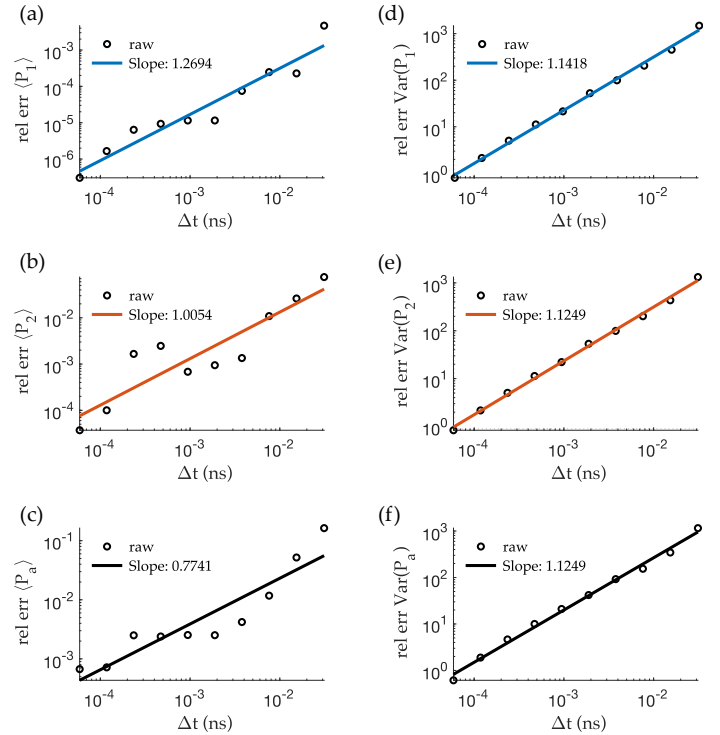 (a)
rel err ⟨P_1⟩
10^-3
10^-4
10^-5
10^-6
raw
Slope: 1.2694
10^-4
10^-3
10^-2
Δt (ns)
(d)
rel err Var(P_1)
10^3
10^2
10^1
10^0
raw
Slope: 1.1418
10^-4
10^-3
10^-2
Δt (ns)
(b)
rel err ⟨P_2⟩
10^-2
10^-3
10^-4
raw
Slope: 1.0054
10^-4
10^-3
10^-2
Δt (ns)
(e)
rel err Var(P_2)
10^3
10^2
10^1
10^0
raw
Slope: 1.1249
10^-4
10^-3
10^-2
Δt (ns)
(c)
rel err ⟨P_a⟩
10^-1
10^-2
10^-3
raw
Slope: 0.7741
10^-4
10^-3
10^-2
Δt (ns)
(f)
rel err Var(P_a)
10^3
10^2
10^1
10^0
raw
Slope: 1.1249
10^-4
10^-3
10^-2
Δt (ns)